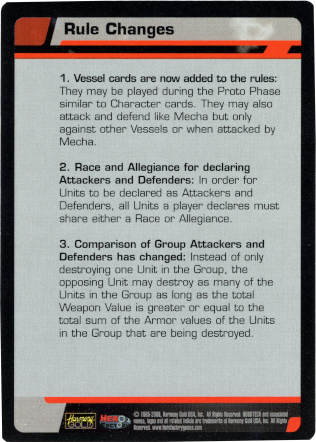 Rule Changes
1. Vessel cards are now added to the rules:
They may be played during the Proto Phase
similar to Character cards. They may also
attack and defend like Mecha but only
against other Vessels or when attacked by
Mecha.
2. Race and Allegiance for declaring
Attackers and Defenders: In order for
Units to be declared as Attackers and
Defenders, all Units a player declares must
share either a Race or Allegiance.
3. Comparison of Group Attackers and
Defenders has changed: Instead of only
destroying one Unit in the Group, the
opposing Unit may destroy as many of the
Units in the Group as long as the total
Weapon Value is greater or equal to the
total sum of the Armor values of the Units
in the Group that are being destroyed.
Harmony
GOLD
HERO
© 1985-2006, Harmony Gold USA, Inc. All Rights Reserved. ROBOTECH and associated
names, logos and all related indicia are trademarks of Harmony Gold USA, Inc. All Rights
Reserved. www.herofactorygames.com